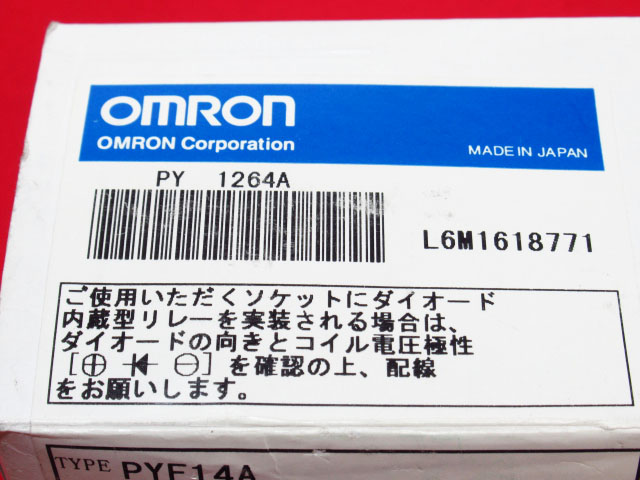 OMRON
OMRON Corporation
MADE IN JAPAN
PY 1264A
L6M1618771
ご使用いただくソケットにダイオード
内蔵型リレーを実装される場合は、
ダイオードの向きとコイル電圧極性
[⊕ ⊖] を確認の上、配線
をお願いします。
TYPE PYF14A